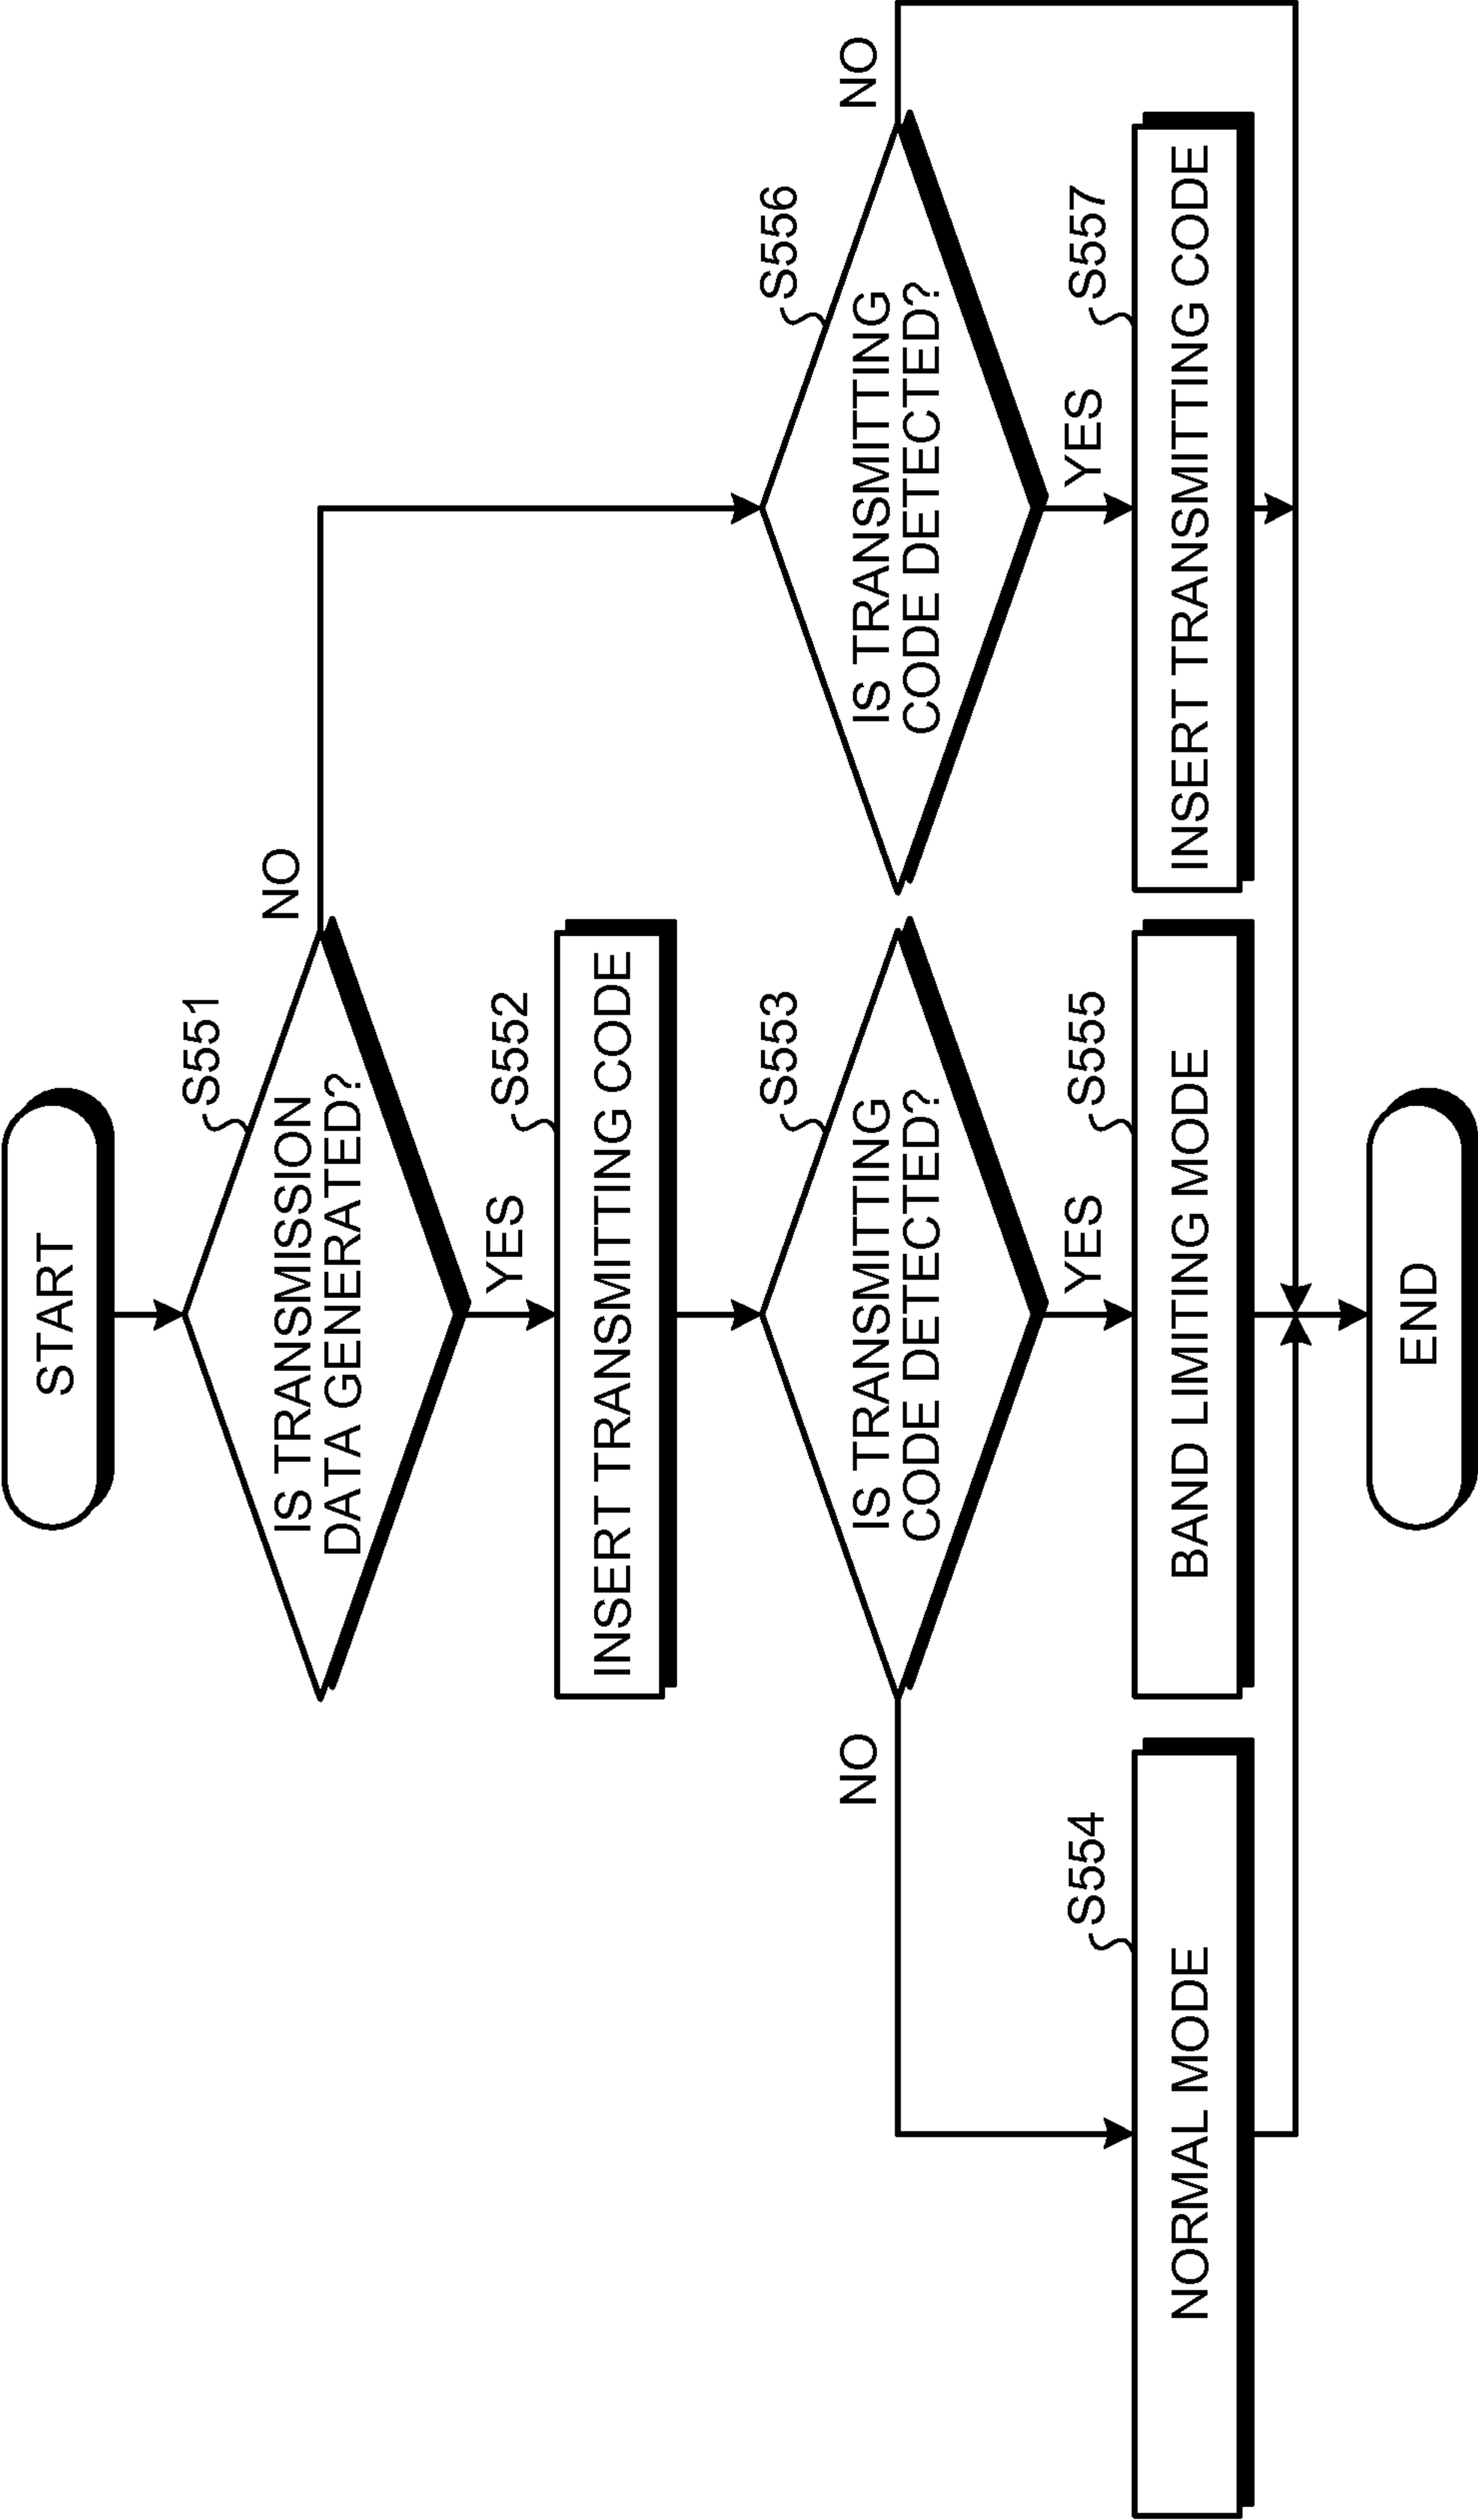 START
S551
IS TRANSMISSION
DATA GENERATED?
NO
YES
S552
INSERT TRANSMITTING CODE
S553
IS TRANSMITTING
CODE DETECTED?
NO
YES
S556
IS TRANSMITTING
CODE DETECTED?
NO
YES
S554
NORMAL MODE
S555
BAND LIMITING MODE
S557
INSERT TRANSMITTING CODE
END